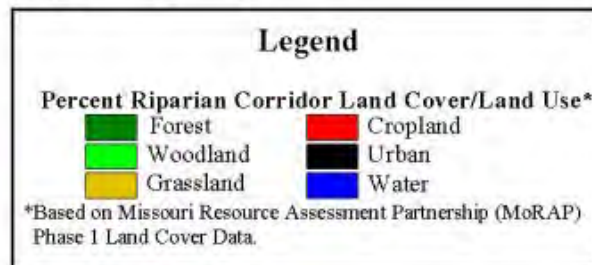 Legend
Percent Riparian Corridor Land Cover/Land Use*
Forest Cropland
Woodland Urban
Grassland Water
*Based on Missouri Resource Assessment Partnership (MoRAP)
Phase 1 Land Cover Data.